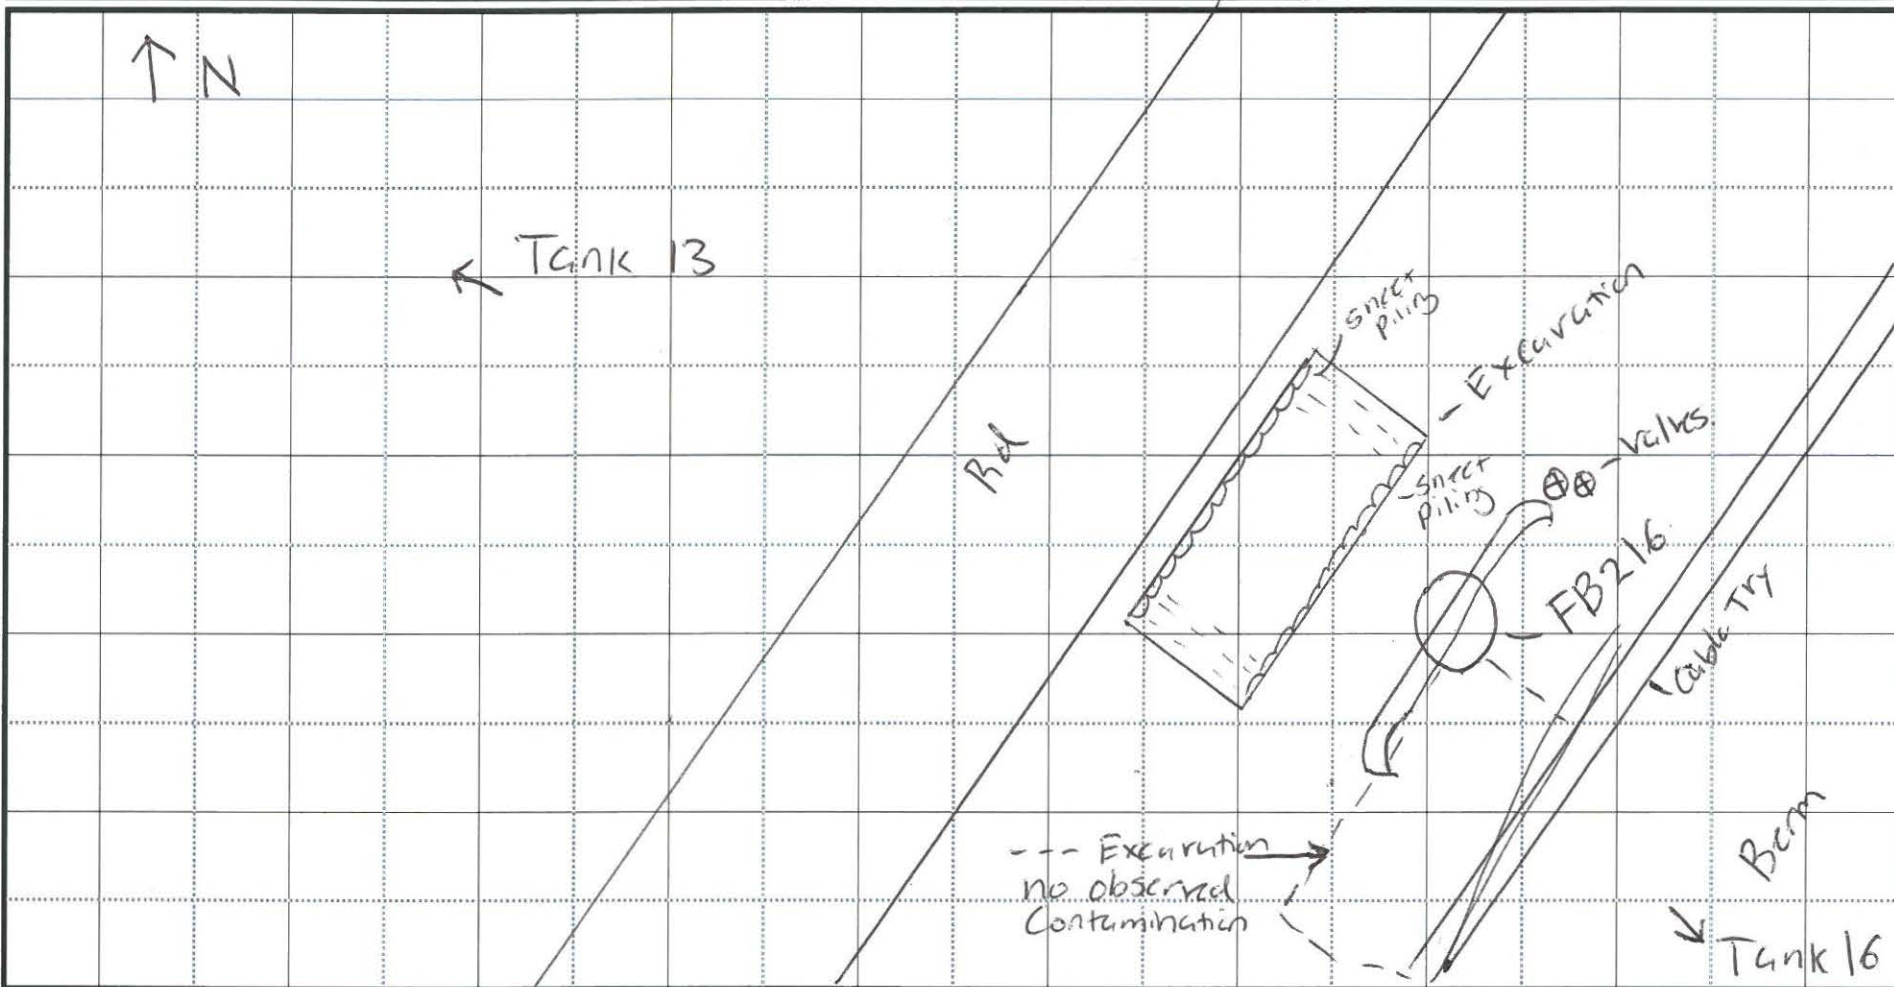 N
Tank 13
sheet
piling
- Excavation
Rd
- sheet
piling
- valves.
- FB216
Cable Try
--- Excavation
no observed
Contamination
Berm
Tank 16